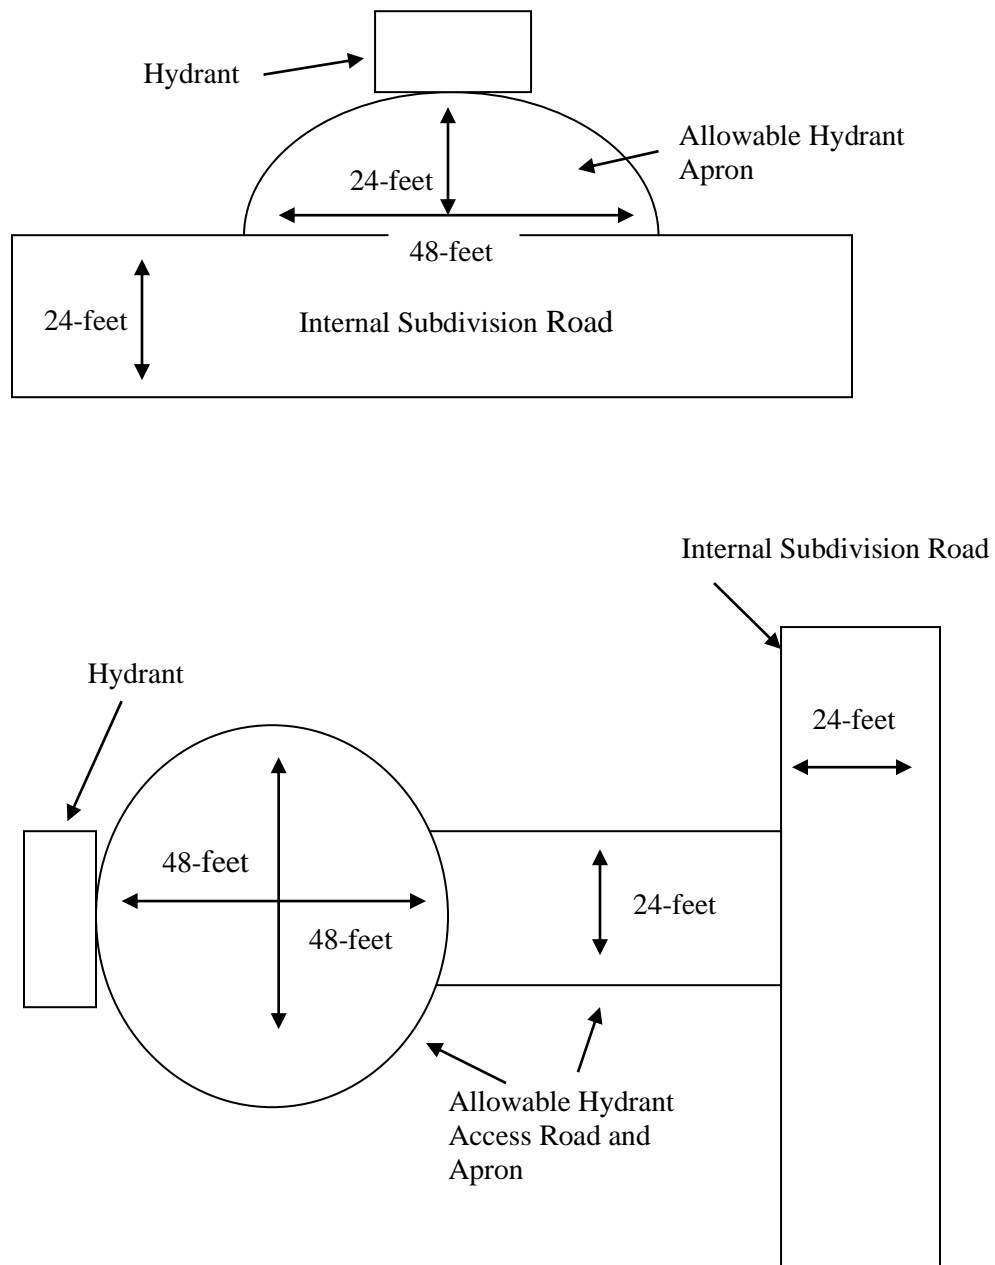 Hydrant
Allowable Hydrant
Apron
24-feet
48-feet
24-feet
Internal Subdivision Road
Internal Subdivision Road
Hydrant
24-feet
48-feet
24-feet
48-feet
Allowable Hydrant
Access Road and
Apron